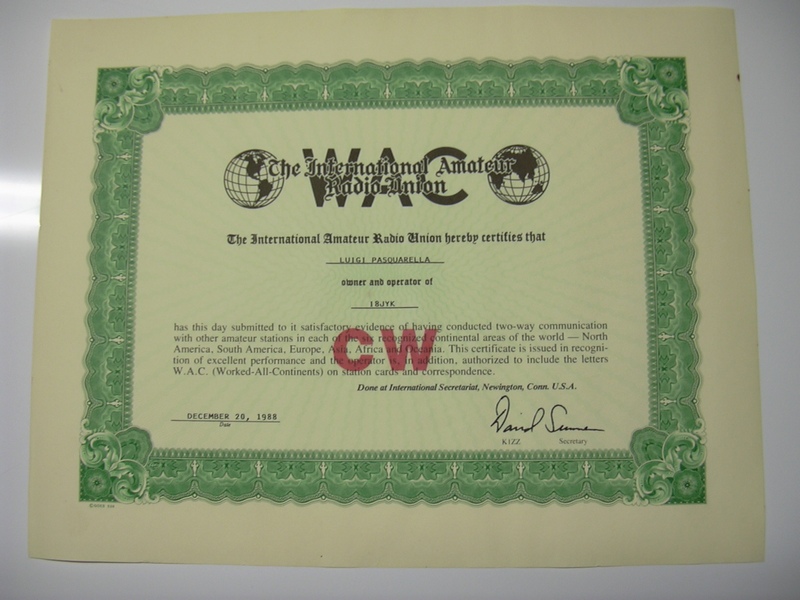 WAC
The International Amateur
Radio Union
The International Amateur Radio Union hereby certifies that
LUIGI PASQUARELLA
owner and operator of
I8JYK
has this day submitted to it satisfactory evidence of having conducted two-way communication
with other amateur stations in each of the six recognized continental areas of the world — North
America, South America, Europe, Asia, Africa and Oceania. This certificate is issued in recogni-
tion of excellent performance and the operator is, in addition, authorized to include the letters
W.A.C. (Worked-All-Continents) on station cards and correspondence.
CW
Done at International Secretariat, Newington, Conn. U.S.A.
DECEMBER 20, 1988
Date
David Sumner
K1ZZ Secretary